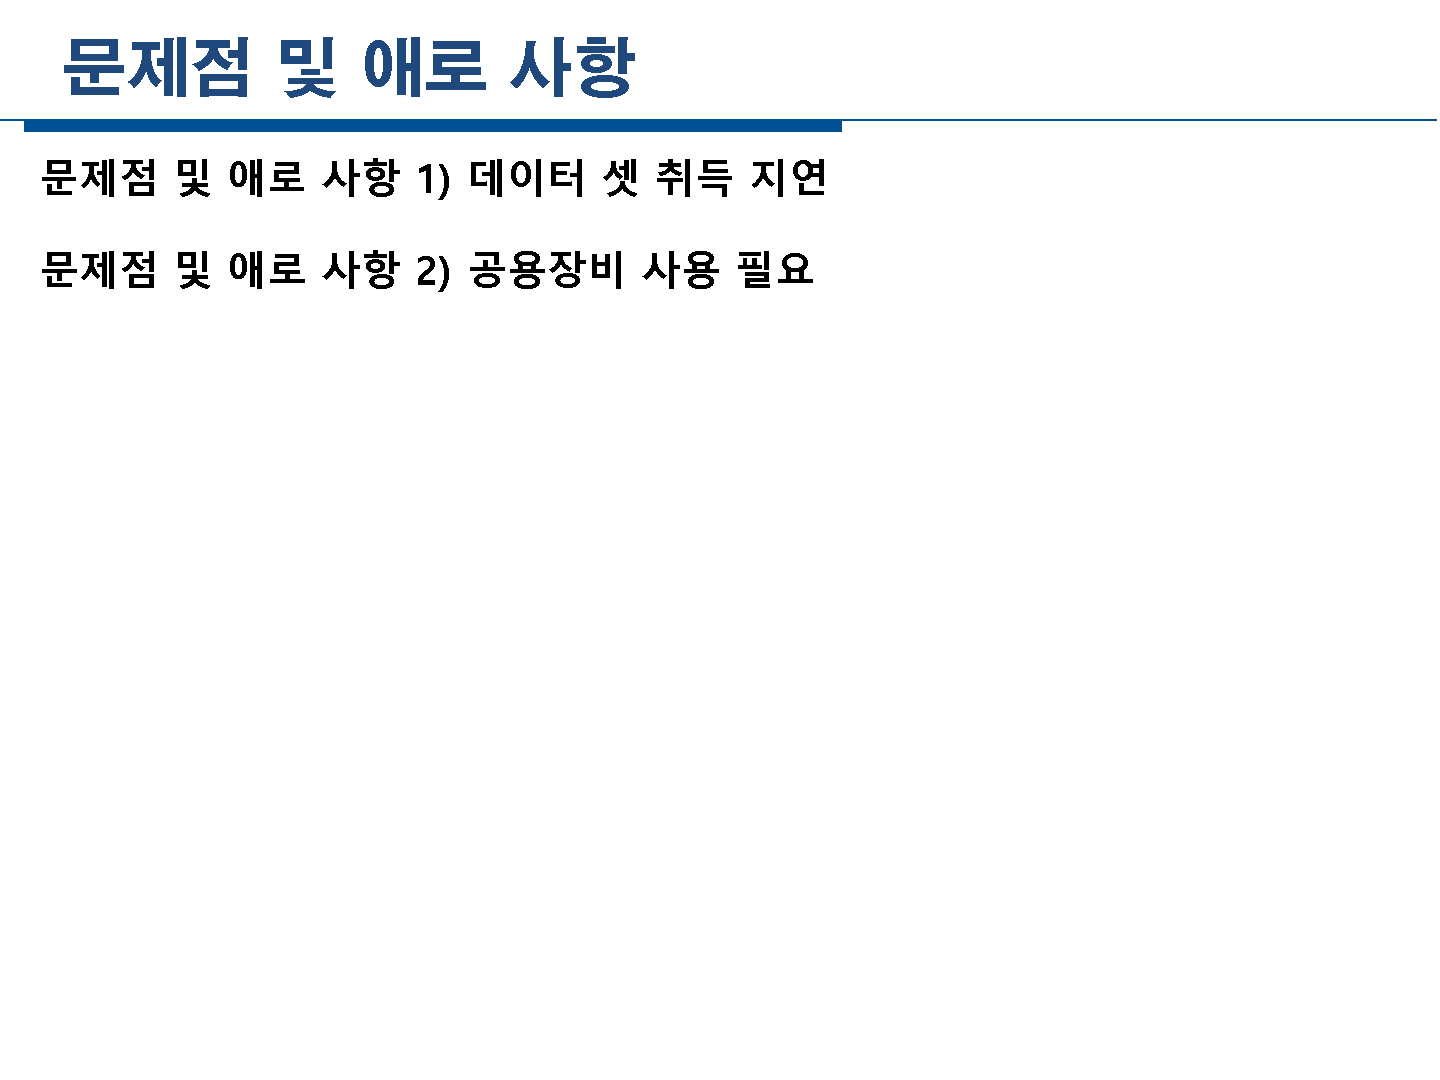 문제점 및 애로 사항
문제점 및 애로 사항 1) 데이터 셋 취득 지연
문제점 및 애로 사항 2) 공용장비 사용 필요